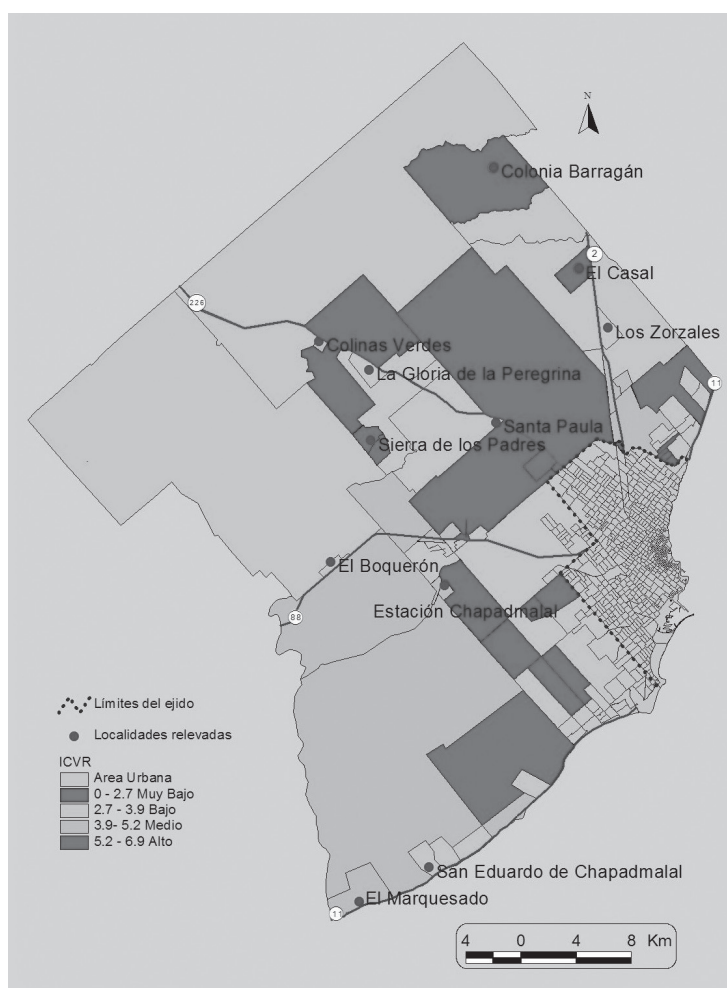 N
Colonia Barragán
2
El Casal
226
Los Zorzales
Colinas Verdes
La Gloria de la Peregrina
11
Santa Paula
Sierra de los Padres
El Boquerón
Estación Chapadmalal
88
Límites del ejido
Localidades relevadas
ICVR
Area Urbana
0 - 2.7 Muy Bajo
2.7 - 3.9 Bajo
3.9- 5.2 Medio
5.2 - 6.9 Alto
San Eduardo de Chapadmalal
El Marquesado
11
4 0 4 8 Km